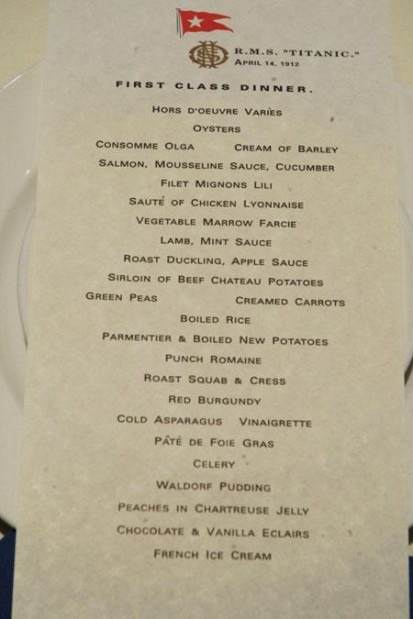 R.M.S. "TITANIC."
APRIL 14, 1912
FIRST CLASS DINNER.
HORS D'OEUVRE VARIÉS
OYSTERS
CONSOMME OLGA CREAM OF BARLEY
SALMON, MOUSSELINE SAUCE, CUCUMBER
FILET MIGNONS LILI
SAUTÉ OF CHICKEN LYONNAISE
VEGETABLE MARROW FARCIE
LAMB, MINT SAUCE
ROAST DUCKLING, APPLE SAUCE
SIRLOIN OF BEEF CHATEAU POTATOES
GREEN PEAS CREAMED CARROTS
BOILED RICE
PARMENTIER & BOILED NEW POTATOES
PUNCH ROMAINE
ROAST SQUAB & CRESS
RED BURGUNDY
COLD ASPARAGUS VINAIGRETTE
PÂTÉ DE FOIE GRAS
CELERY
WALDORF PUDDING
PEACHES IN CHARTREUSE JELLY
CHOCOLATE & VANILLA ECLAIRS
FRENCH ICE CREAM